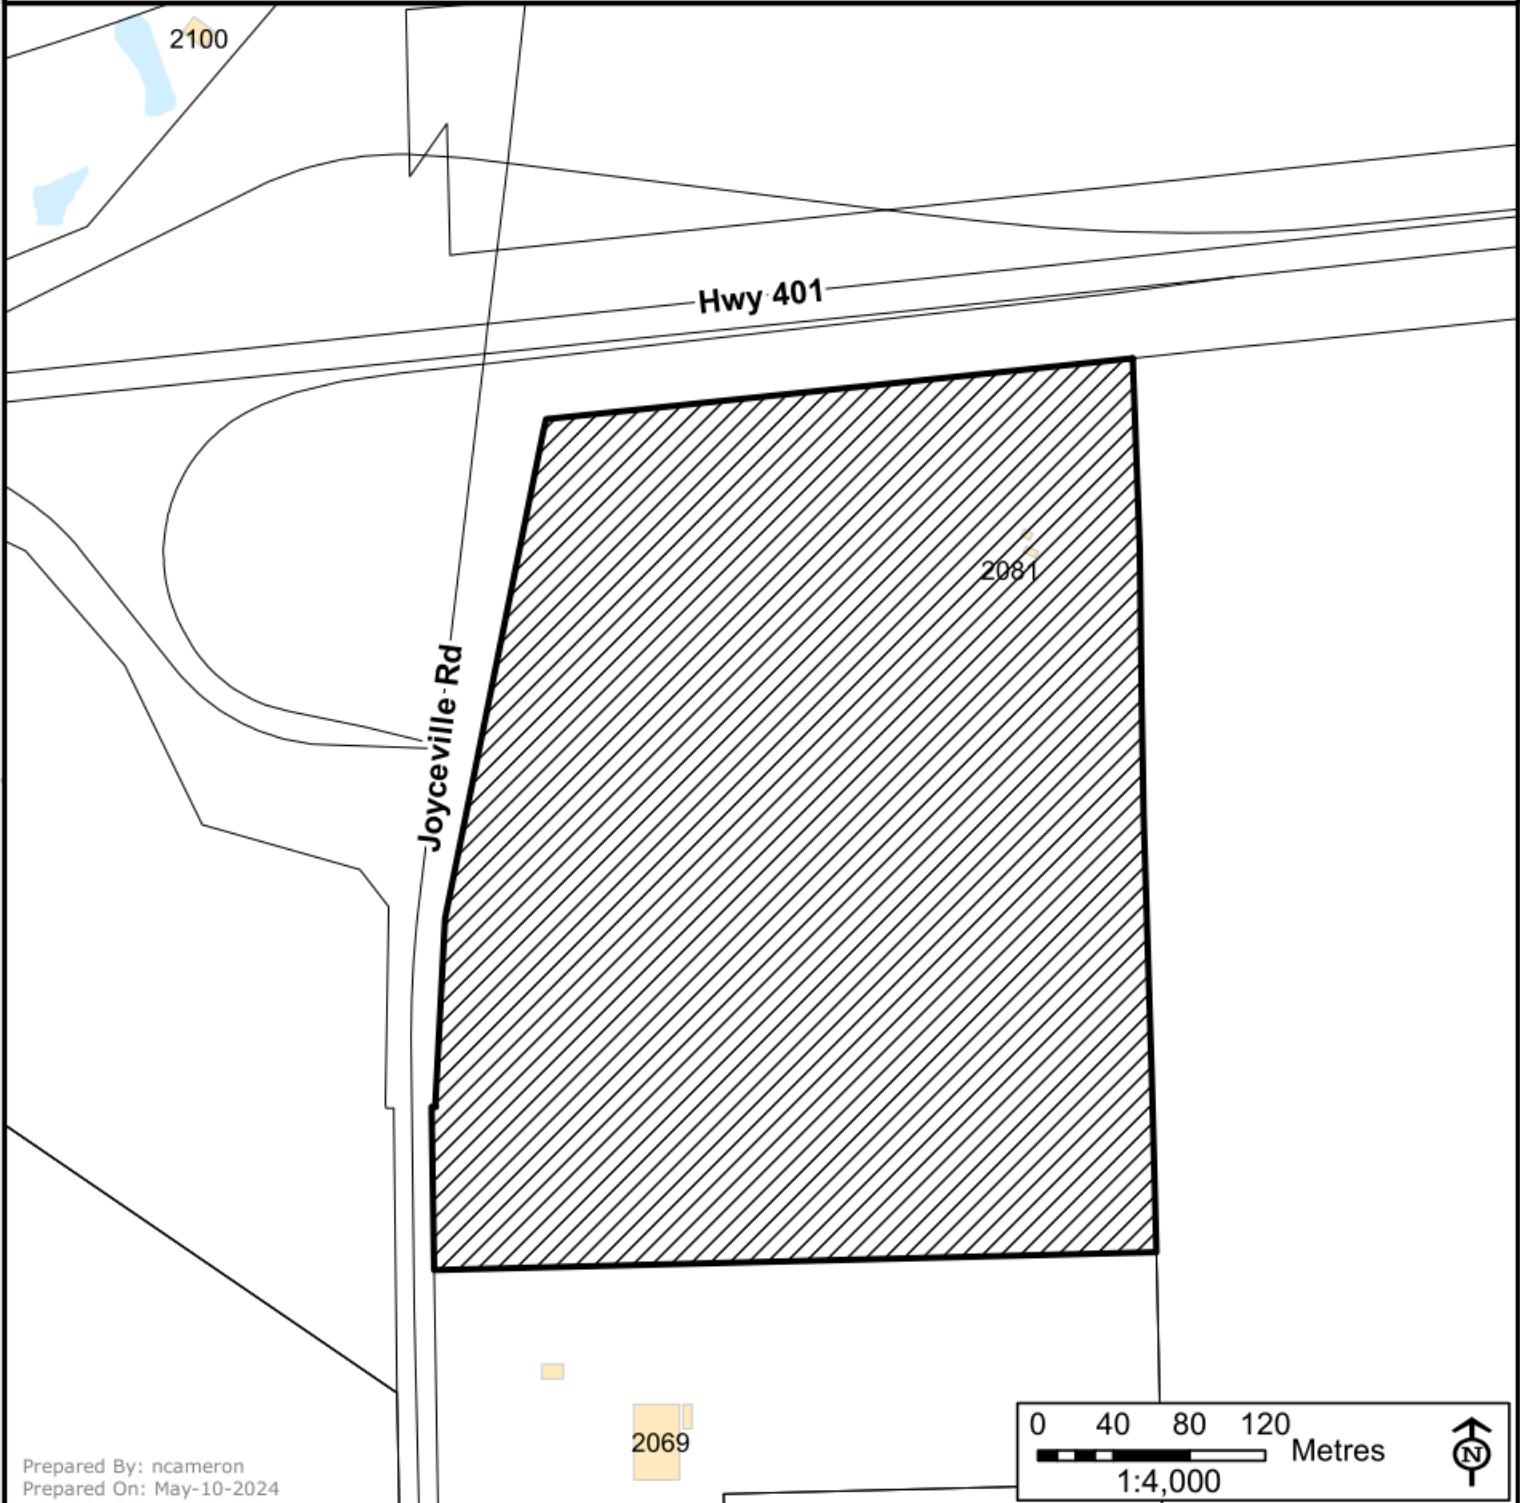 2100
Hwy 401
2081
Joyceville Rd
2069
0 40 80 120
Metres
1:4,000
N
Prepared By: ncameron
Prepared On: May-10-2024